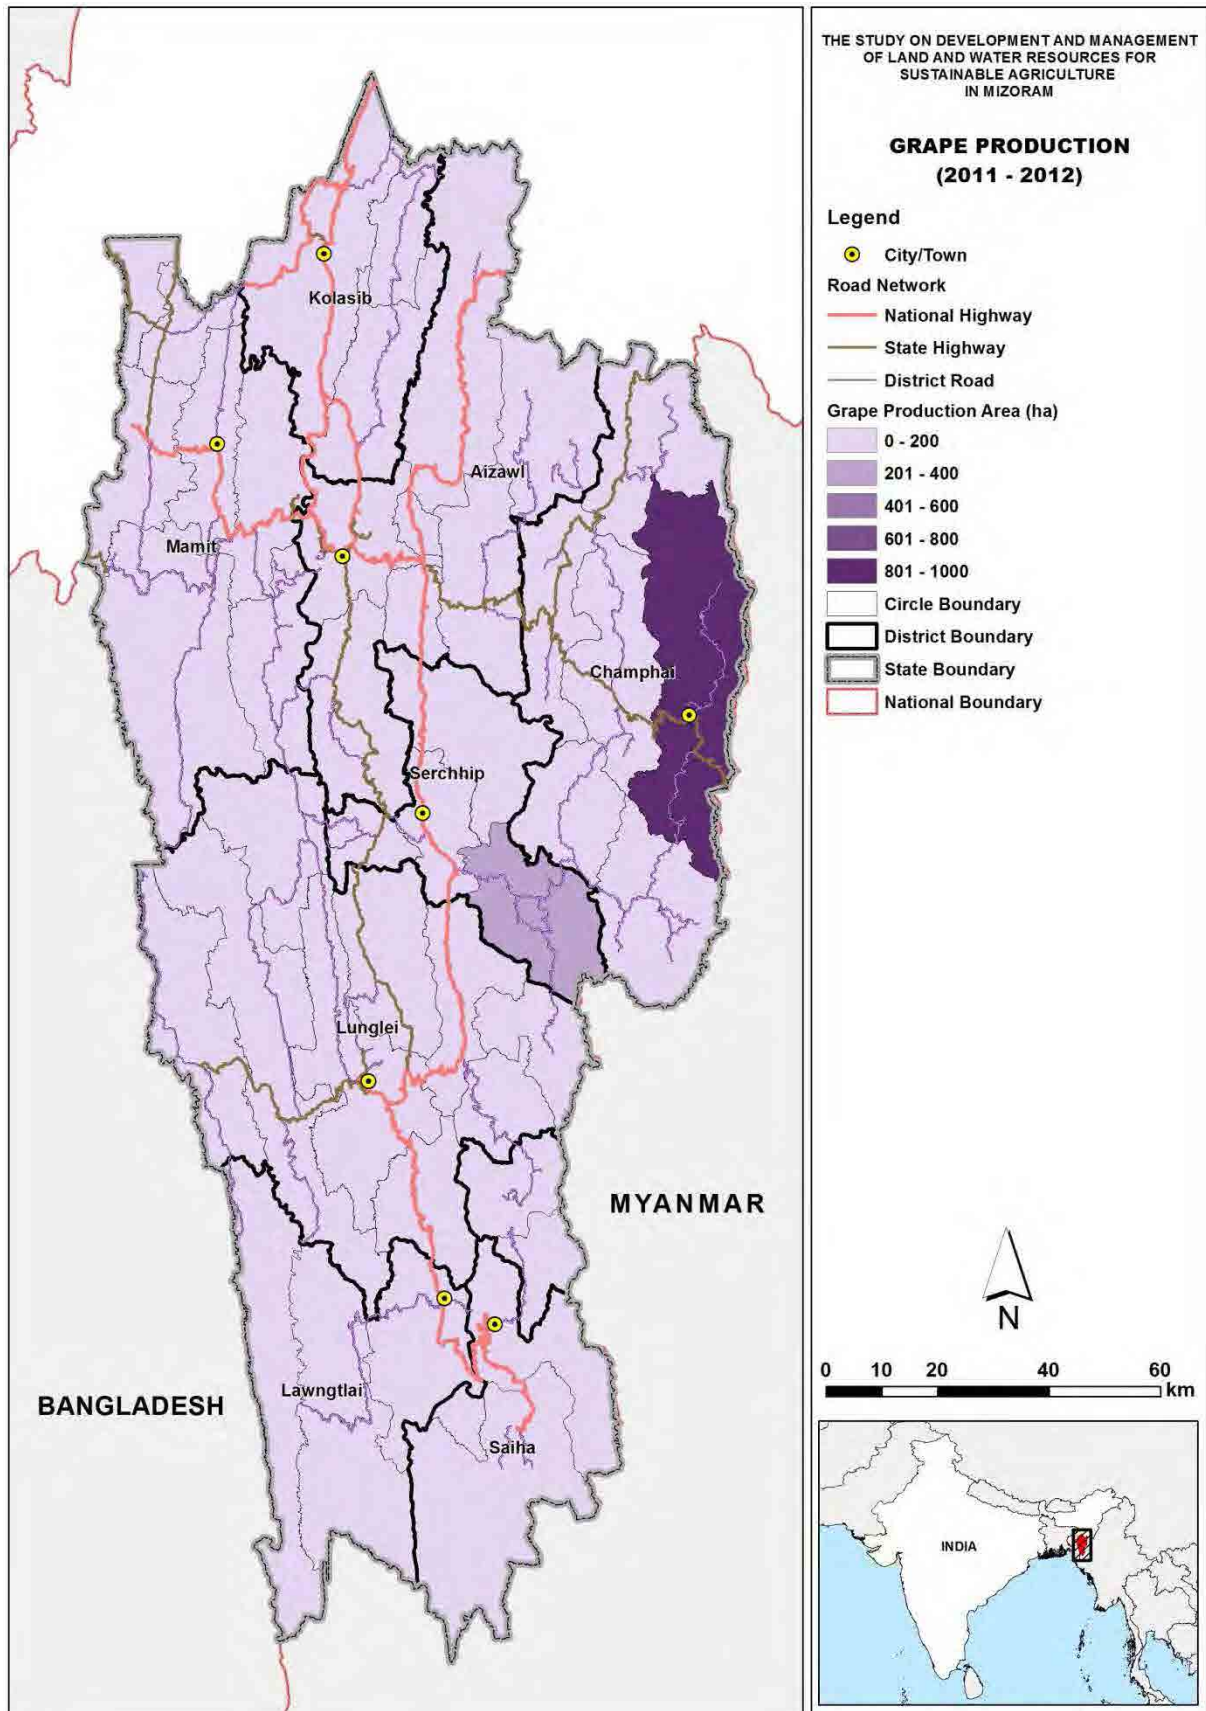 THE STUDY ON DEVELOPMENT AND MANAGEMENT
OF LAND AND WATER RESOURCES FOR
SUSTAINABLE AGRICULTURE
IN MIZORAM
GRAPE PRODUCTION
(2011 - 2012)
Legend
City/Town
Road Network
National Highway
State Highway
District Road
Grape Production Area (ha)
0 - 200
201 - 400
401 - 600
601 - 800
801 - 1000
Circle Boundary
District Boundary
State Boundary
National Boundary
Kolasib
Aizawl
Mamit
Champhai
Serchhip
Lunglei
MYANMAR
Lawngtlai
BANGLADESH
Saiha
N
0 10 20 40 60
km
INDIA